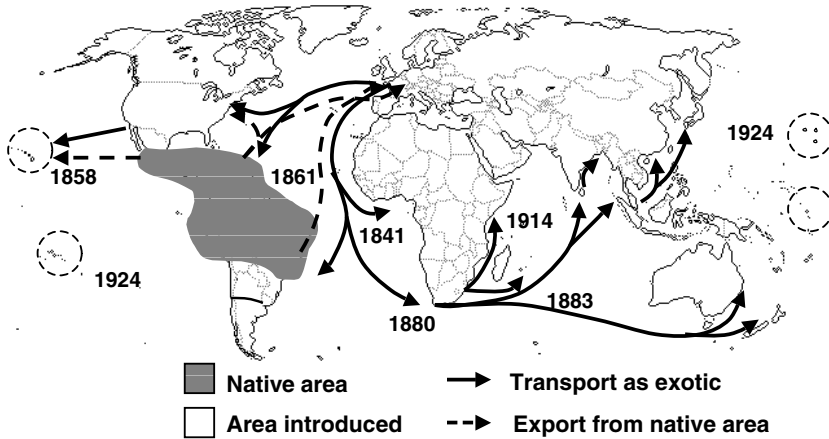 1924
1858
1861
1841
1914
1924
1880
1883
Native area
Transport as exotic
Area introduced
Export from native area